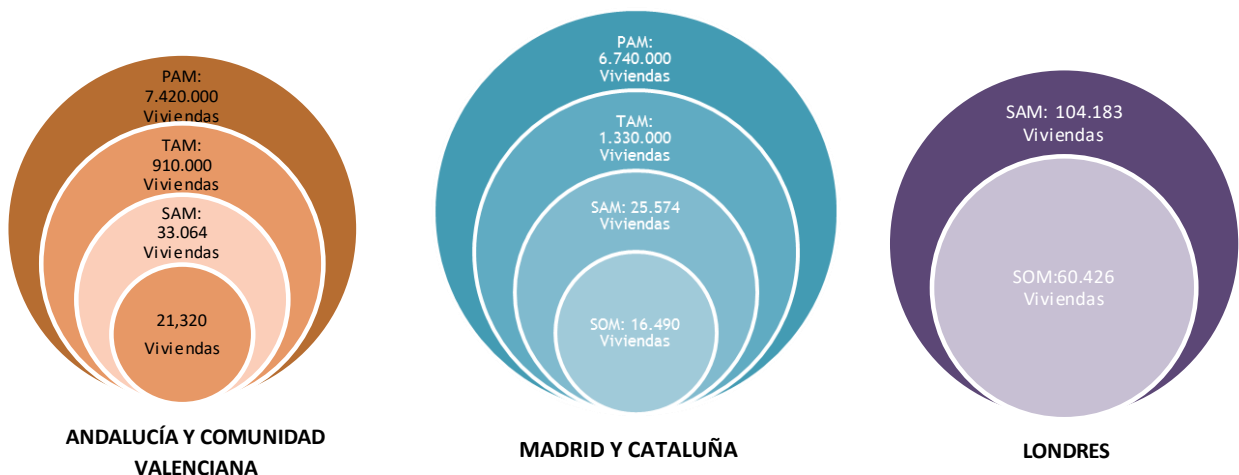 PAM:
7.420.000
Viviendas
TAM:
910.000
Viviendas
SAM:
33.064
Viviendas
21,320
Viviendas
ANDALUCÍA Y COMUNIDAD
VALENCIANA
PAM:
6.740.000
Viviendas
TAM:
1.330.000
Viviendas
SAM: 25.574
Viviendas
SOM: 16.490
Viviendas
MADRID Y CATALUÑA
SAM: 104.183
Viviendas
SOM:60.426
Viviendas
LONDRES